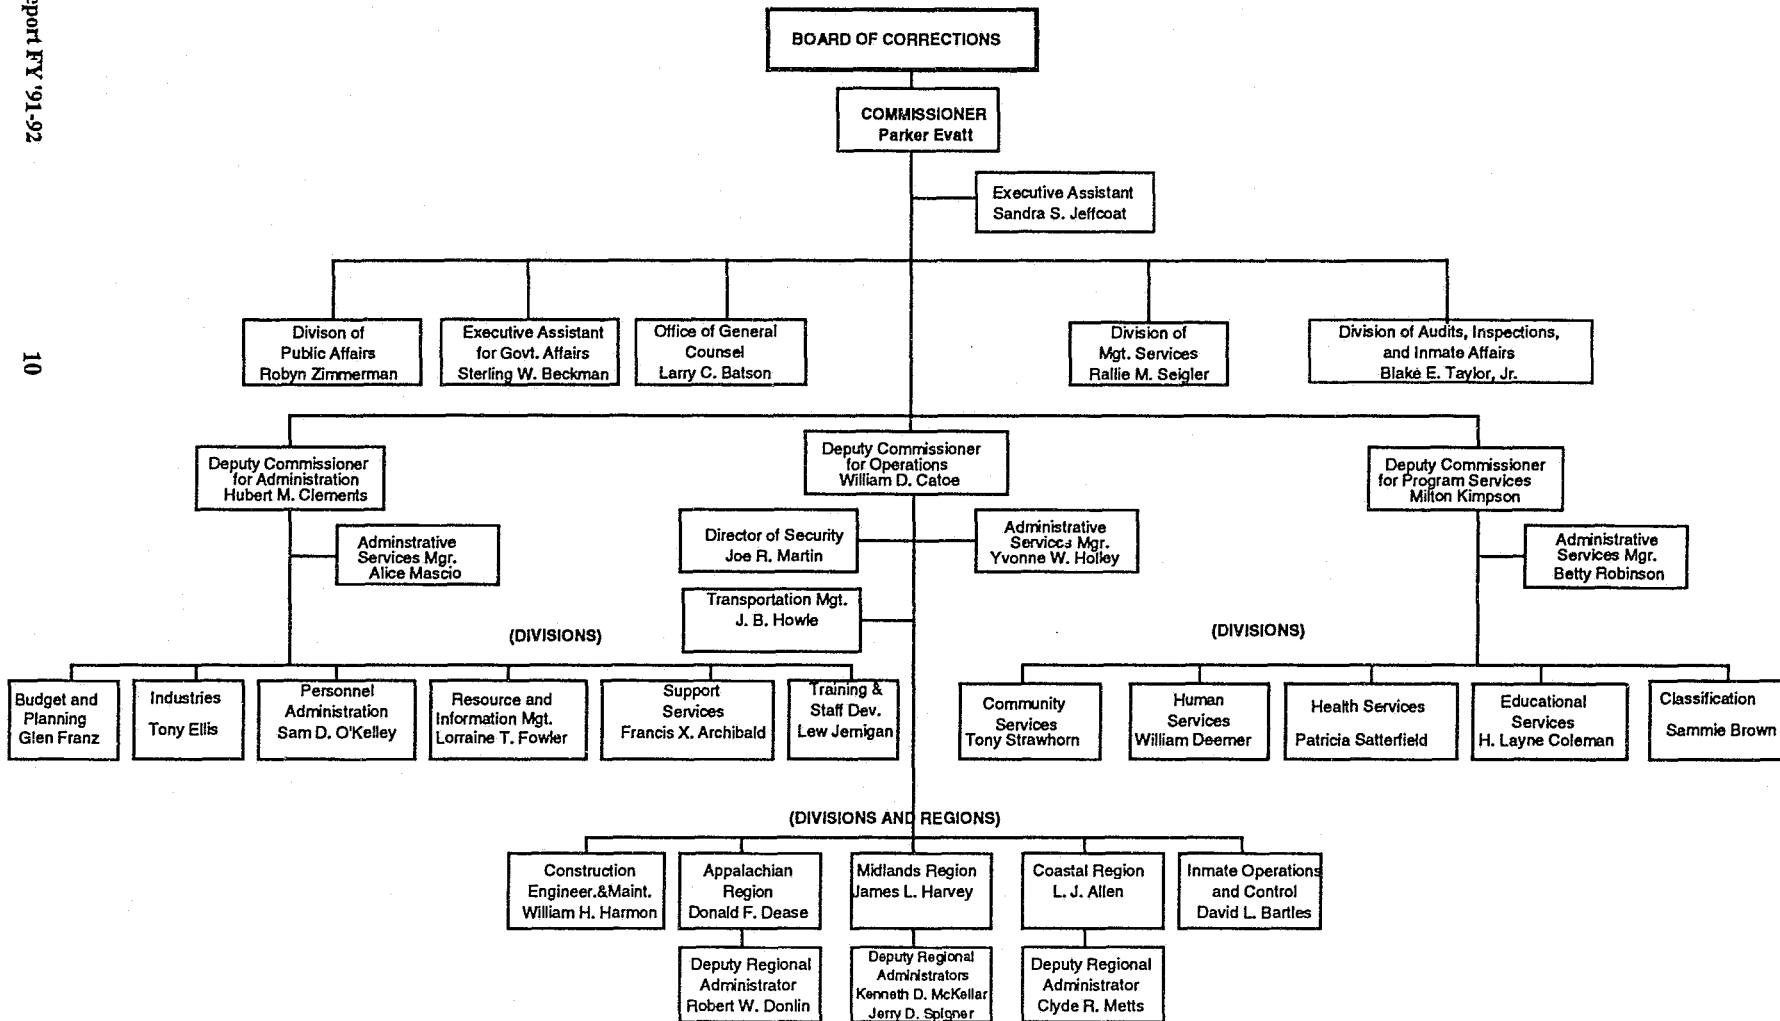 port FY '91-92
10
BOARD OF CORRECTIONS
COMMISSIONER
Parker Evatt
Executive Assistant
Sandra S. Jeffcoat
Divison of
Public Affairs
Robyn Zimmerman
Executive Assistant
for Govt. Affairs
Sterling W. Beckman
Office of General
Counsel
Larry C. Batson
Division of
Mgt. Services
Rallie M. Seigler
Division of Audits, Inspections,
and Inmate Affairs
Blake E. Taylor, Jr.
Deputy Commissioner
for Administration
Hubert M. Clements
Deputy Commissioner
for Operations
William D. Catoe
Deputy Commissioner
for Program Services
Milton Kimpson
Adminstrative
Services Mgr.
Alice Mascio
Director of Security
Joe R. Martin
Administrative
Services Mgr.
Yvonne W. Holley
Administrative
Services Mgr.
Betty Robinson
Transportation Mgt.
J. B. Howle
(DIVISIONS)
(DIVISIONS)
Budget and
Planning
Glen Franz
Industries
Tony Ellis
Personnel
Administration
Sam D. O'Kelley
Resource and
Information Mgt.
Lorraine T. Fowler
Support
Services
Francis X. Archibald
Training &
Staff Dev.
Lew Jernigan
Community
Services
Tony Strawhorn
Human
Services
William Deemer
Health Services
Patricia Satterfield
Educational
Services
H. Layne Coleman
Classification
Sammie Brown
(DIVISIONS AND REGIONS)
Construction
Engineer.&Maint.
William H. Harmon
Appalachian
Region
Donald F. Dease
Midlands Region
James L. Harvey
Coastal Region
L. J. Allen
Inmate Operations
and Control
David L. Bartles
Deputy Regional
Administrator
Robert W. Donlin
Deputy Regional
Administrators
Kenneth D. McKellar
Jerry D. Spigner
Deputy Regional
Administrator
Clyde R. Metts